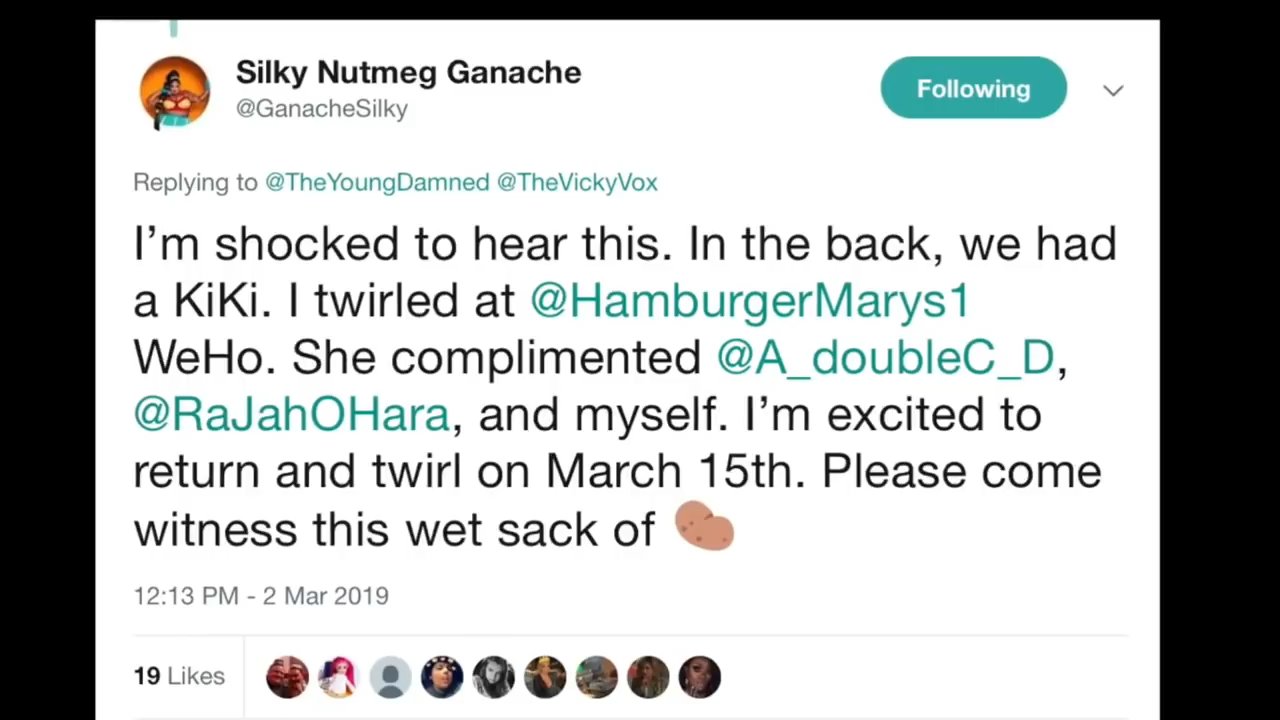 Silky Nutmeg Ganache
@GanacheSilky
Following
Replying to @TheYoungDamned @TheVickyVox
I’m shocked to hear this. In the back, we had
a KiKi. I twirled at @HamburgerMarys1
WeHo. She complimented @A_doubleC_D,
@RaJahOHara, and myself. I’m excited to
return and twirl on March 15th. Please come
witness this wet sack of 🥔
12:13 PM - 2 Mar 2019
19 Likes